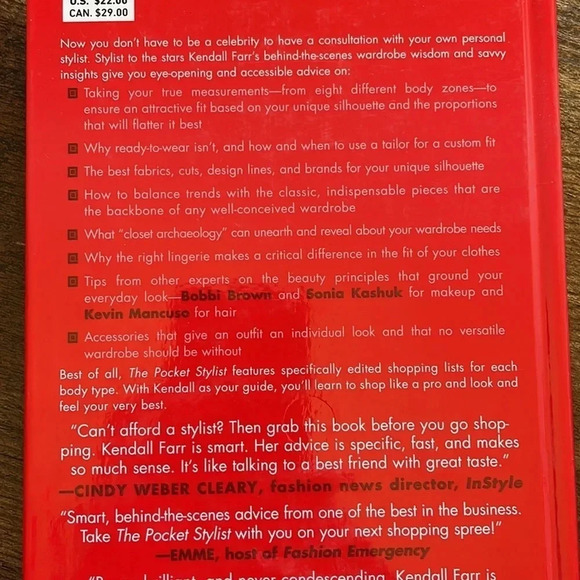 U.S. $22.00
CAN. $29.00
Now you don't have to be a celebrity to have a consultation with your own personal
stylist. Stylist to the stars Kendall Farr's behind-the-scenes wardrobe wisdom and savvy
insights give you eye-opening and accessible advice on:
Taking your true measurements—from eight different body zones—to
ensure an attractive fit based on your unique silhouette and the proportions
that will flatter it best
Why ready-to-wear isn't, and how and when to use a tailor for a custom fit
The best fabrics, cuts, design lines, and brands for your unique silhouette
How to balance trends with the classic, indispensable pieces that are
the backbone of any well-conceived wardrobe
What "closet archaeology" can unearth and reveal about your wardrobe needs
Why the right lingerie makes a critical difference in the fit of your clothes
Tips from other experts on the beauty principles that ground your
everyday look—Bobbi Brown and Sonia Kashuk for makeup and
Kevin Mancuso for hair
Accessories that give an outfit an individual look and that no versatile
wardrobe should be without
Best of all, The Pocket Stylist features specifically edited shopping lists for each
body type. With Kendall as your guide, you'll learn to shop like a pro and look and
feel your very best.
"Can't afford a stylist? Then grab this book before you go shop-
ping. Kendall Farr is smart. Her advice is specific, fast, and makes
so much sense. It's like talking to a best friend with great taste."
—CINDY WEBER CLEARY, fashion news director, InStyle
"Smart, behind-the-scenes advice from one of the best in the business.
Take The Pocket Stylist with you on your next shopping spree!"
—EMME, host of Fashion Emergency
brilliant, and never condescending, Kendall Farr is